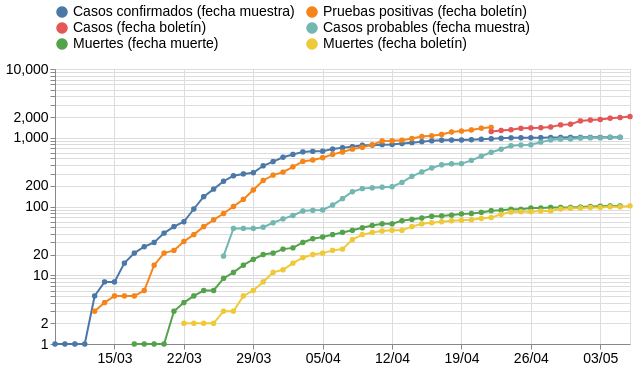 Casos confirmados (fecha muestra) Pruebas positivas (fecha boletín)
Casos (fecha boletín) Casos probables (fecha muestra)
Muertes (fecha muerte) Muertes (fecha boletín)
10,000
2,000
1,000
200
100
20
10
2
1
15/03 22/03 29/03 05/04 12/04 19/04 26/04 03/05